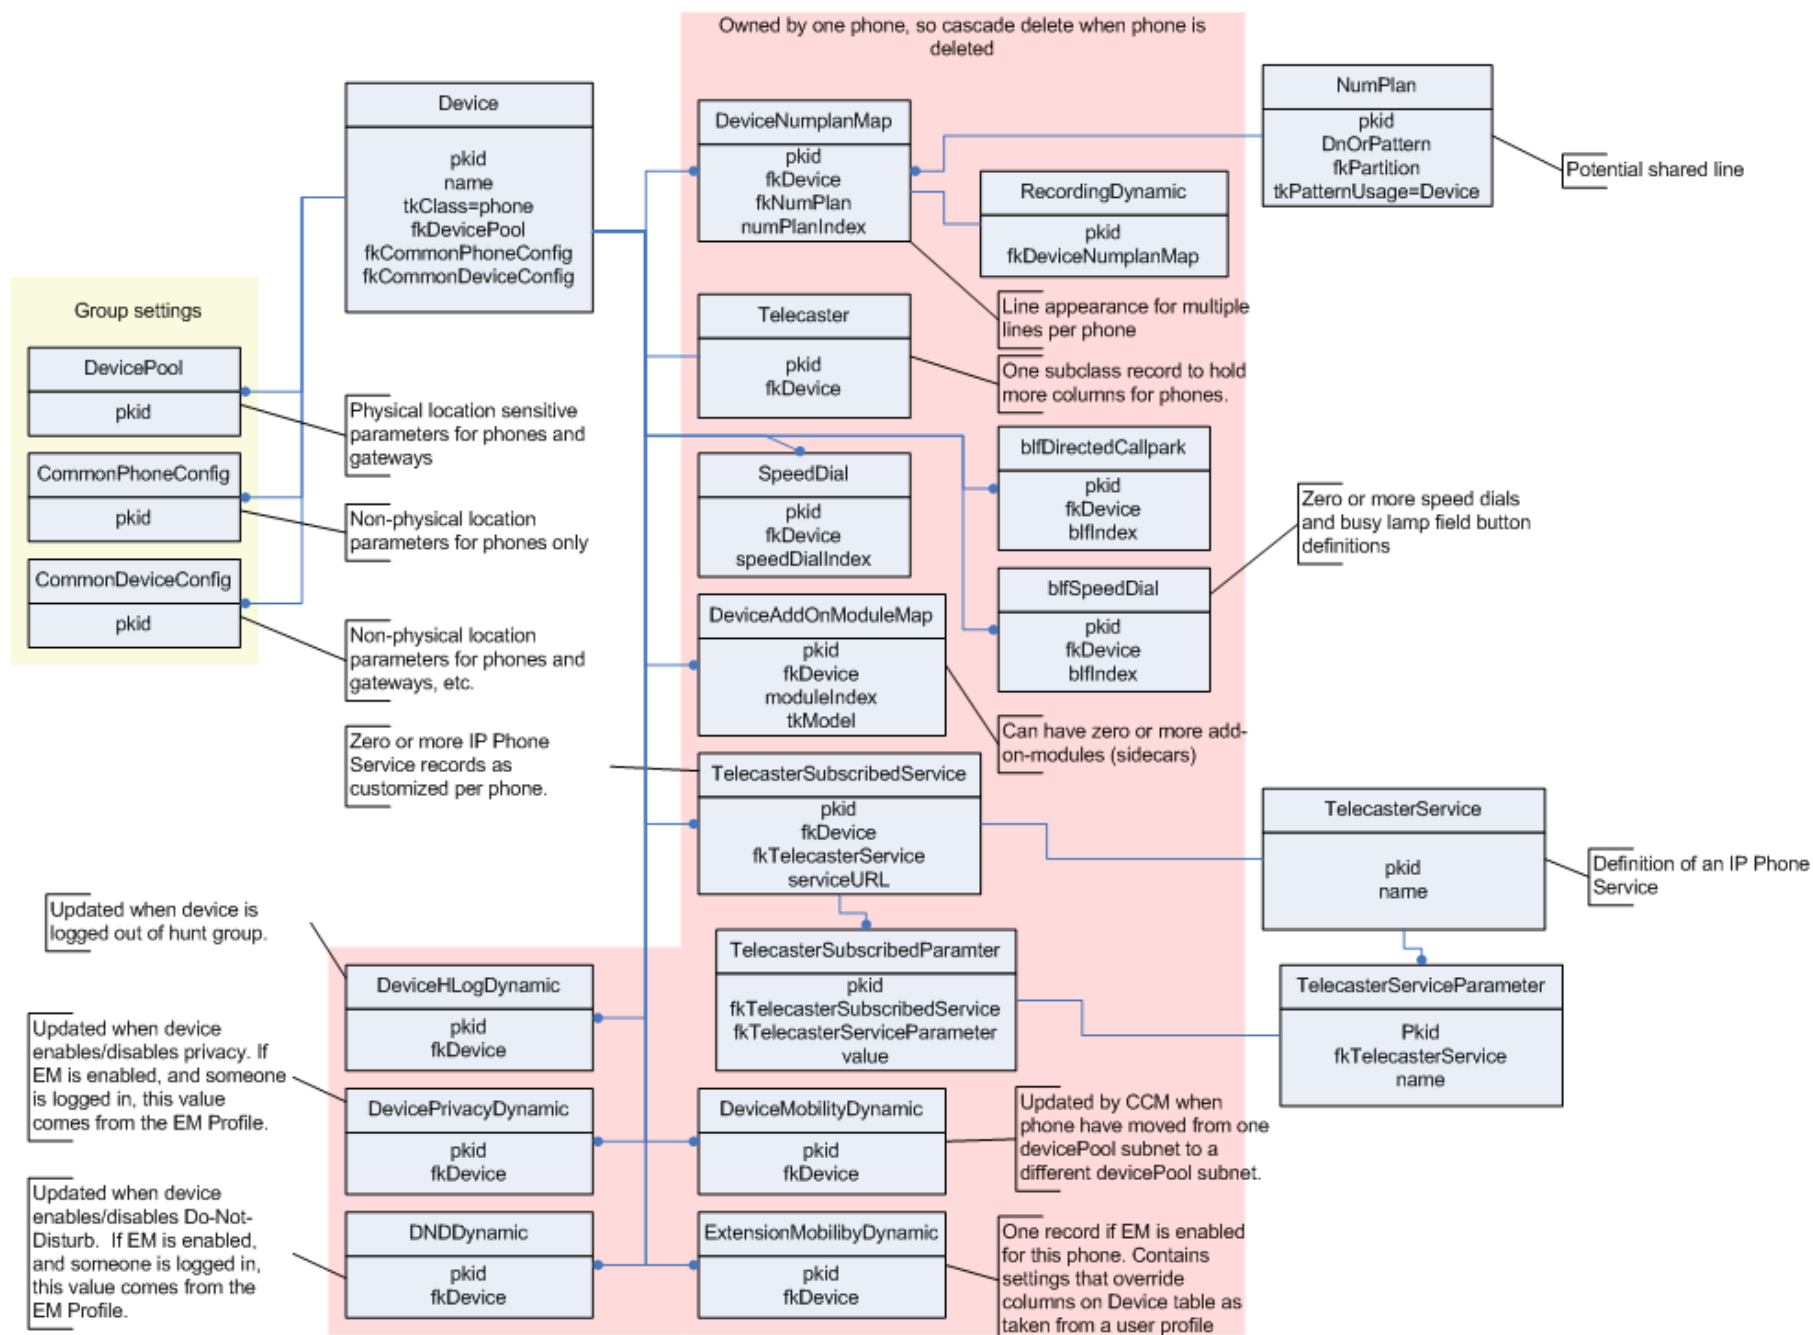 Owned by one phone, so cascade delete when phone is
deleted
Device
pkid
name
tkClass=phone
fkDevicePool
fkCommonPhoneConfig
fkCommonDeviceConfig
DeviceNumplanMap
pkid
fkDevice
fkNumPlan
numPlanIndex
NumPlan
pkid
DnOrPattern
fkPartition
tkPatternUsage=Device
Potential shared line
RecordingDynamic
pkid
fkDeviceNumplanMap
Line appearance for multiple
lines per phone
Group settings
DevicePool
pkid
CommonPhoneConfig
pkid
CommonDeviceConfig
pkid
Physical location sensitive
parameters for phones and
gateways
Non-physical location
parameters for phones only
Non-physical location
parameters for phones and
gateways, etc.
Telecaster
pkid
fkDevice
One subclass record to hold
more columns for phones.
SpeedDial
pkid
fkDevice
speedDialIndex
blfDirectedCallpark
pkid
fkDevice
blfIndex
blfSpeedDial
pkid
fkDevice
blfIndex
Zero or more speed dials
and busy lamp field button
definitions
DeviceAddOnModuleMap
pkid
fkDevice
moduleIndex
tkModel
Can have zero or more add-
on-modules (sidecars)
Zero or more IP Phone
Service records as
customized per phone.
TelecasterSubscribedService
pkid
fkDevice
fkTelecasterService
serviceURL
TelecasterService
pkid
name
Definition of an IP Phone
Service
TelecasterSubscribedParamter
pkid
fkTelecasterSubscribedService
fkTelecasterServiceParameter
value
TelecasterServiceParameter
Pkid
fkTelecasterService
name
Updated when device is
logged out of hunt group.
DeviceHLogDynamic
pkid
fkDevice
Updated when device
enables/disables privacy. If
EM is enabled, and someone
is logged in, this value
comes from the EM Profile.
DevicePrivacyDynamic
pkid
fkDevice
DeviceMobilityDynamic
pkid
fkDevice
Updated by CCM when
phone have moved from one
devicePool subnet to a
different devicePool subnet.
Updated when device
enables/disables Do-Not-
Disturb. If EM is enabled,
and someone is logged in,
this value comes from the
EM Profile.
DNDDynamic
pkid
fkDevice
ExtensionMobilibyDynamic
pkid
fkDevice
One record if EM is enabled
for this phone. Contains
settings that override
columns on Device table as
taken from a user profile